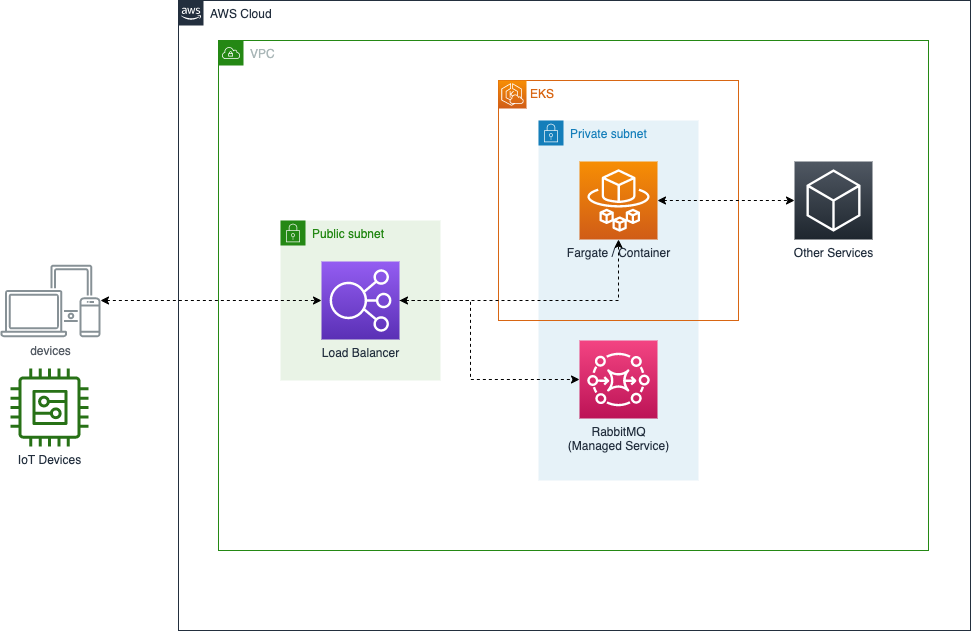 aws
AWS Cloud
VPC
EKS
Private subnet
Fargate / Container
Other Services
Public subnet
Load Balancer
devices
RabbitMQ
(Managed Service)
IoT Devices